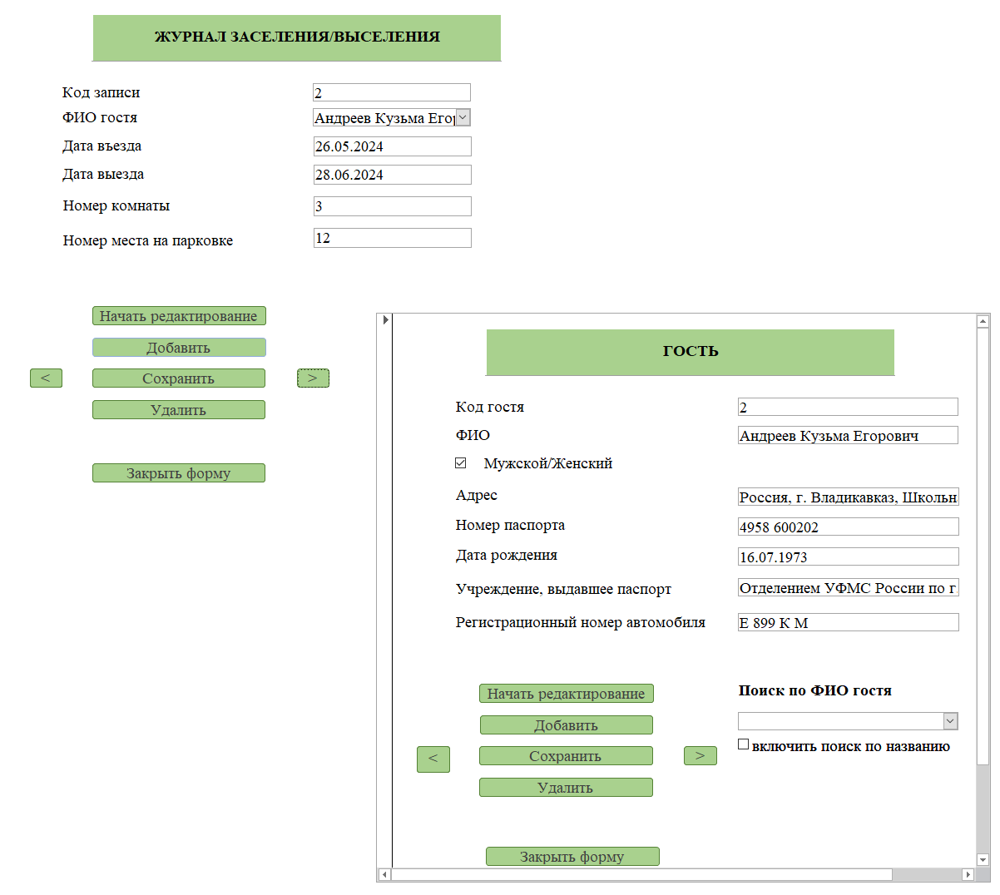 ЖУРНАЛ ЗАСЕЛЕНИЯ/ВЫСЕЛЕНИЯ
Код записи 2
ФИО гостя Андреев Кузьма Егор
Дата въезда 26.05.2024
Дата выезда 28.06.2024
Номер комнаты 3
Номер места на парковке 12
Начать редактирование
Добавить
< Сохранить >
Удалить
Закрыть форму
ГОСТЬ
Код гостя 2
ФИО Андреев Кузьма Егорович
Мужской/Женский
Адрес Россия, г. Владикавказ, Школьн
Номер паспорта 4958 600202
Дата рождения 16.07.1973
Учреждение, выдавшее паспорт Отделением УФМС России по г.
Регистрационный номер автомобиля Е 899 К М
Начать редактирование
Добавить
< Сохранить >
Удалить
Закрыть форму
Поиск по ФИО гостя
включить поиск по названию